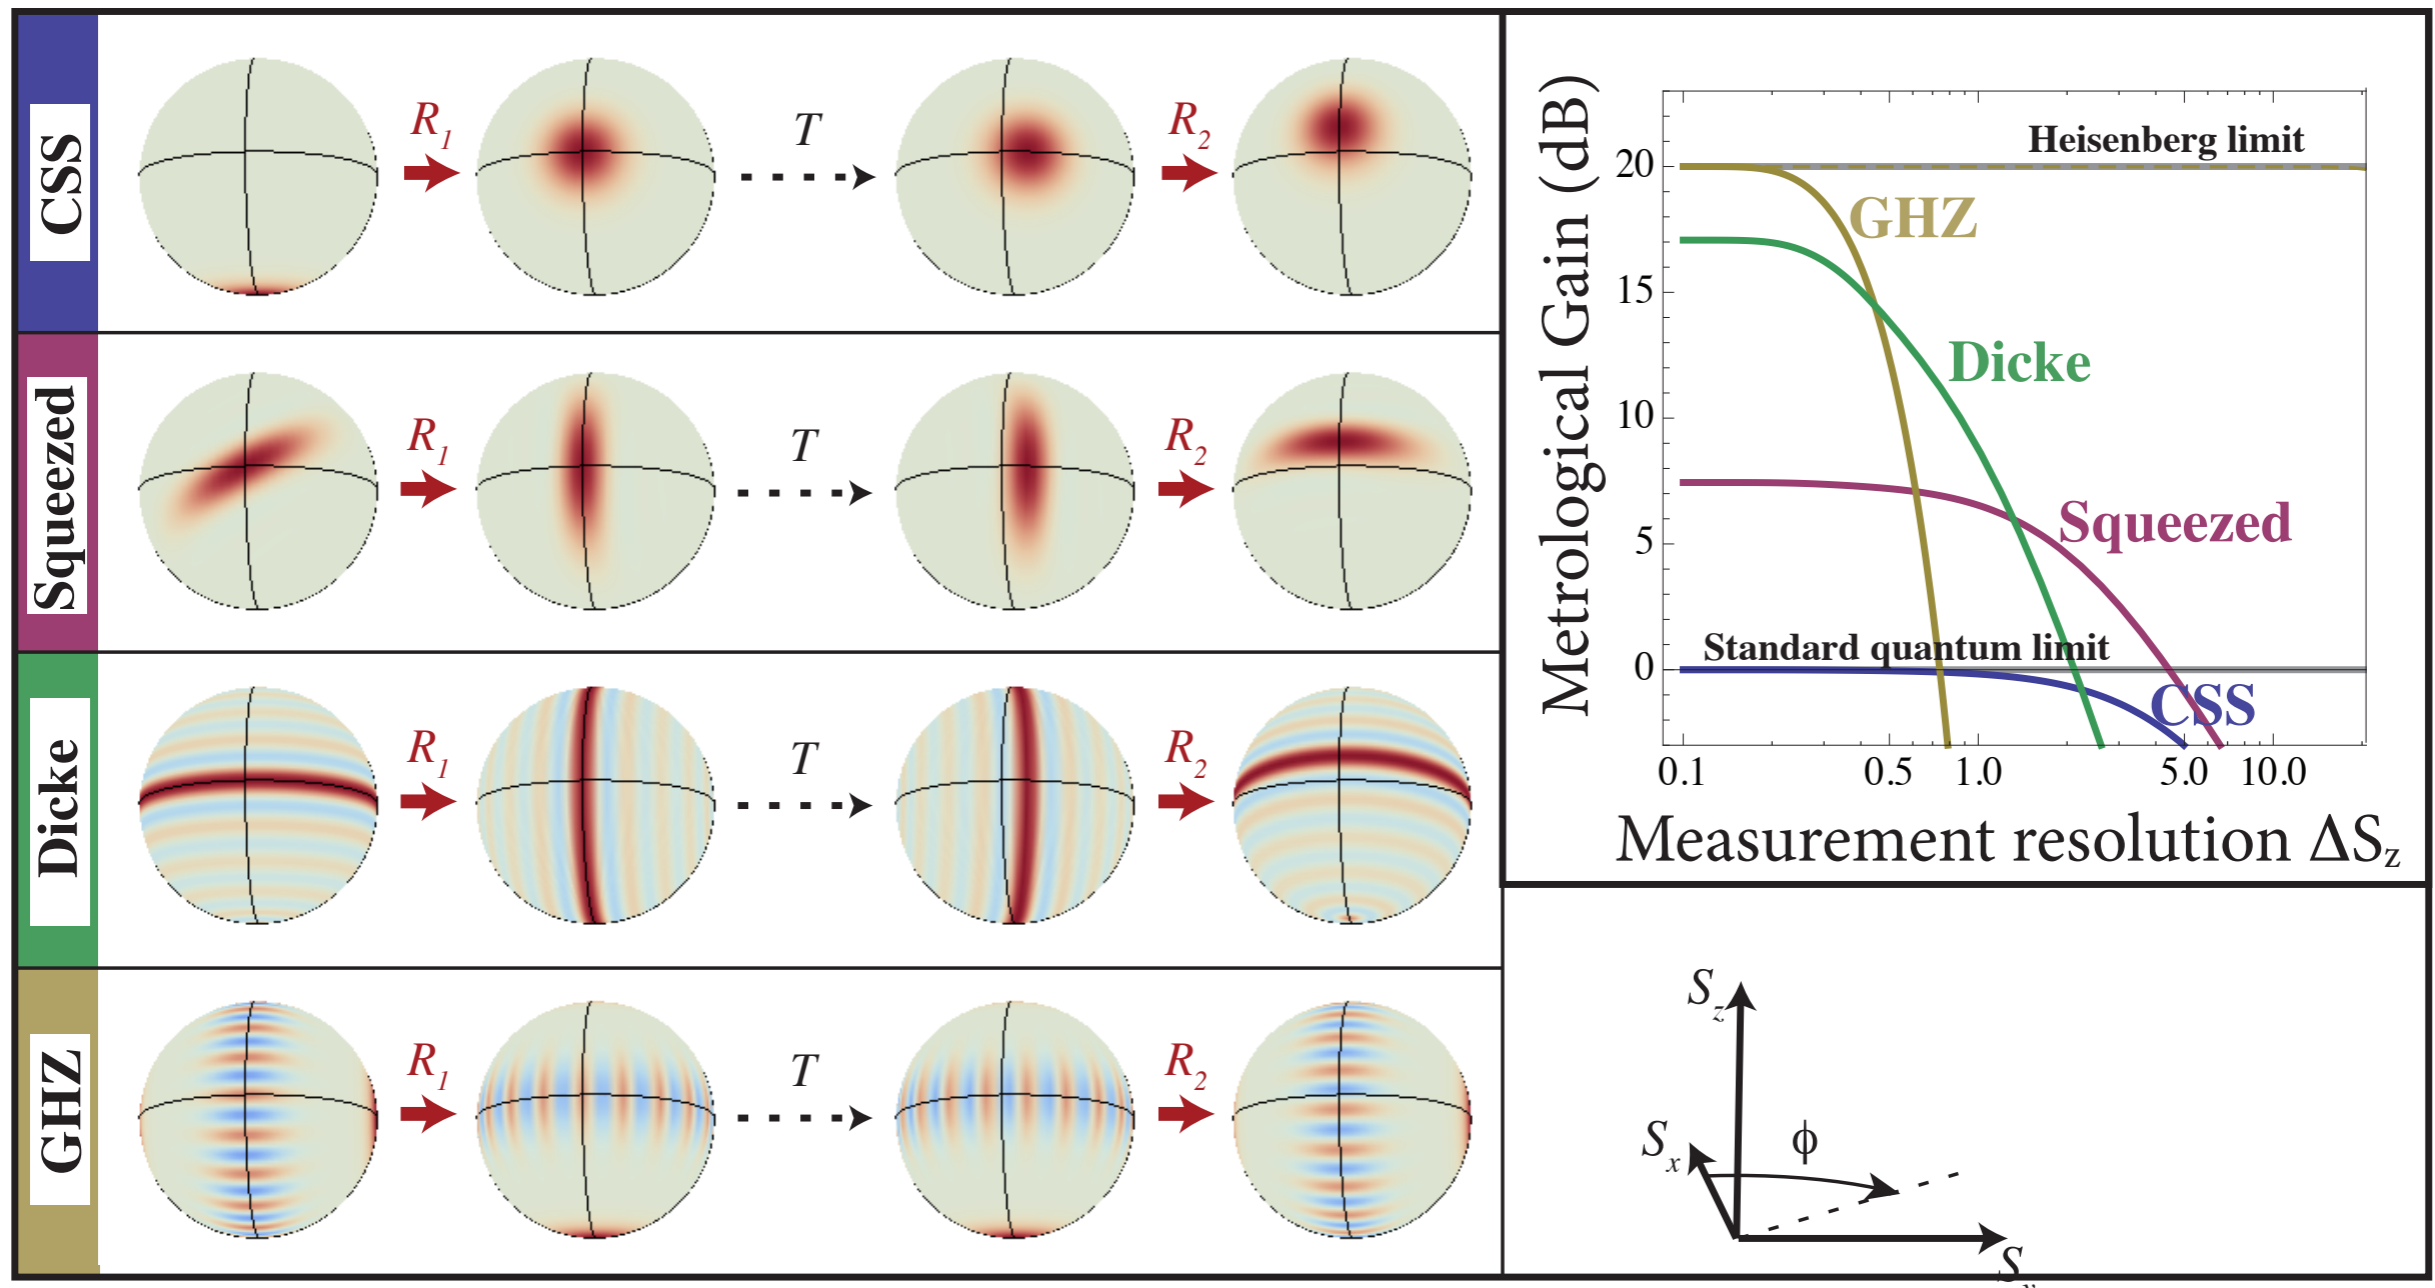 CSS
R1
T
R2
Squeezed
R1
T
R2
Dicke
R1
T
R2
GHZ
R1
T
R2
Metrological Gain (dB)
20
15
10
5
0
Heisenberg limit
GHZ
Dicke
Squeezed
Standard quantum limit
CSS
0.1 0.5 1.0 5.0 10.0
Measurement resolution ΔSz
Sz
Sx
ϕ
S